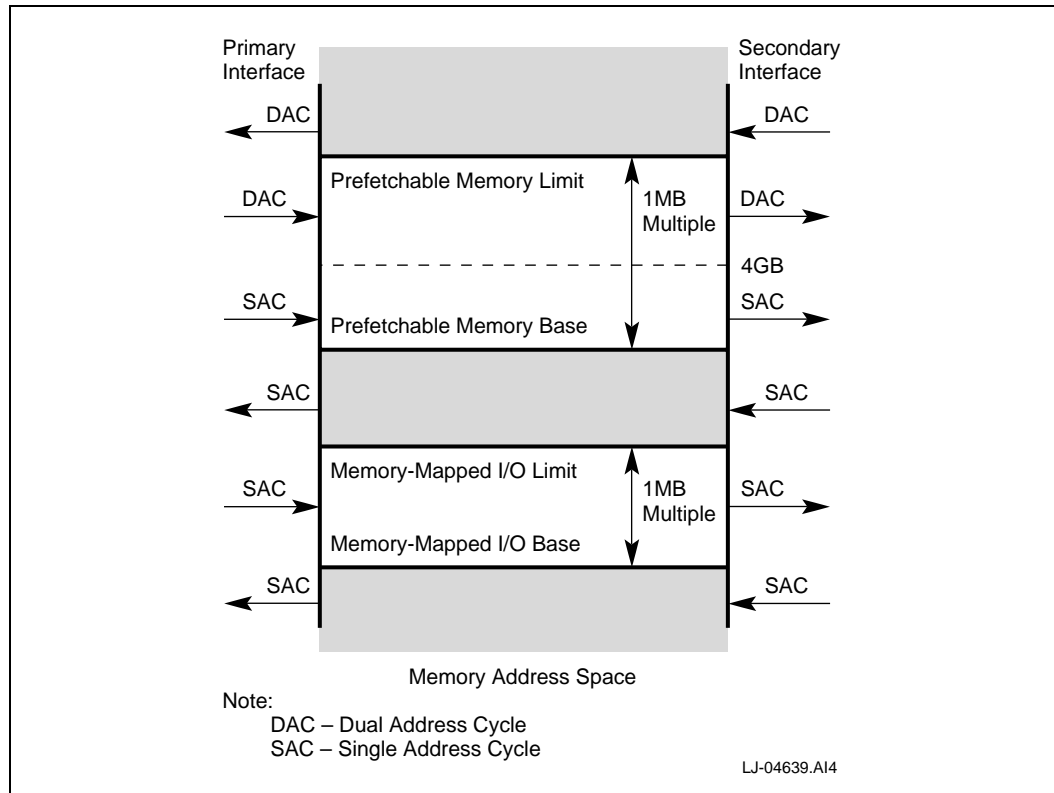 Primary
Interface
Secondary
Interface
DAC
DAC
Prefetchable Memory Limit
DAC
1MB
Multiple
DAC
4GB
SAC
SAC
Prefetchable Memory Base
SAC
SAC
Memory-Mapped I/O Limit
SAC
1MB
Multiple
SAC
Memory-Mapped I/O Base
SAC
SAC
Memory Address Space
Note:
DAC – Dual Address Cycle
SAC – Single Address Cycle
LJ-04639.AI4